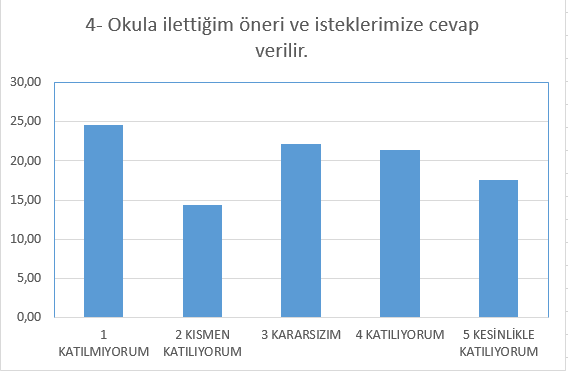 4- Okula ilettiğim öneri ve isteklerimize cevap
verilir.
30,00
25,00
20,00
15,00
10,00
5,00
0,00
1
KATILMIYORUM
2 KISMEN
KATILIYORUM
3 KARARSIZIM
4 KATILIYORUM
5 KESİNLİKLE
KATILIYORUM